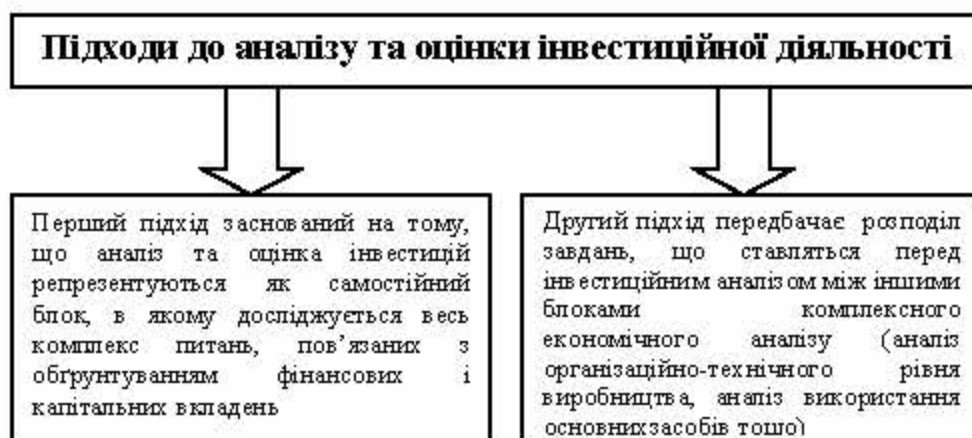 Підходи до аналізу та оцінки інвестиційної діяльності
Перший підхід заснований на тому,
що аналіз та оцінка інвестицій
репрезентуються як самостійний
блок, в якому досліджується весь
комплекс питань, пов’язаних з
обґрунтуванням фінансових і
капітальних вкладень
Другий підхід передбачає розподіл
завдань, що ставляться перед
інвестиційним аналізом між іншими
блоками комплексного
економічного аналізу (аналіз
організаційно-технічного рівня
виробництва, аналіз використання
основних засобів тощо)